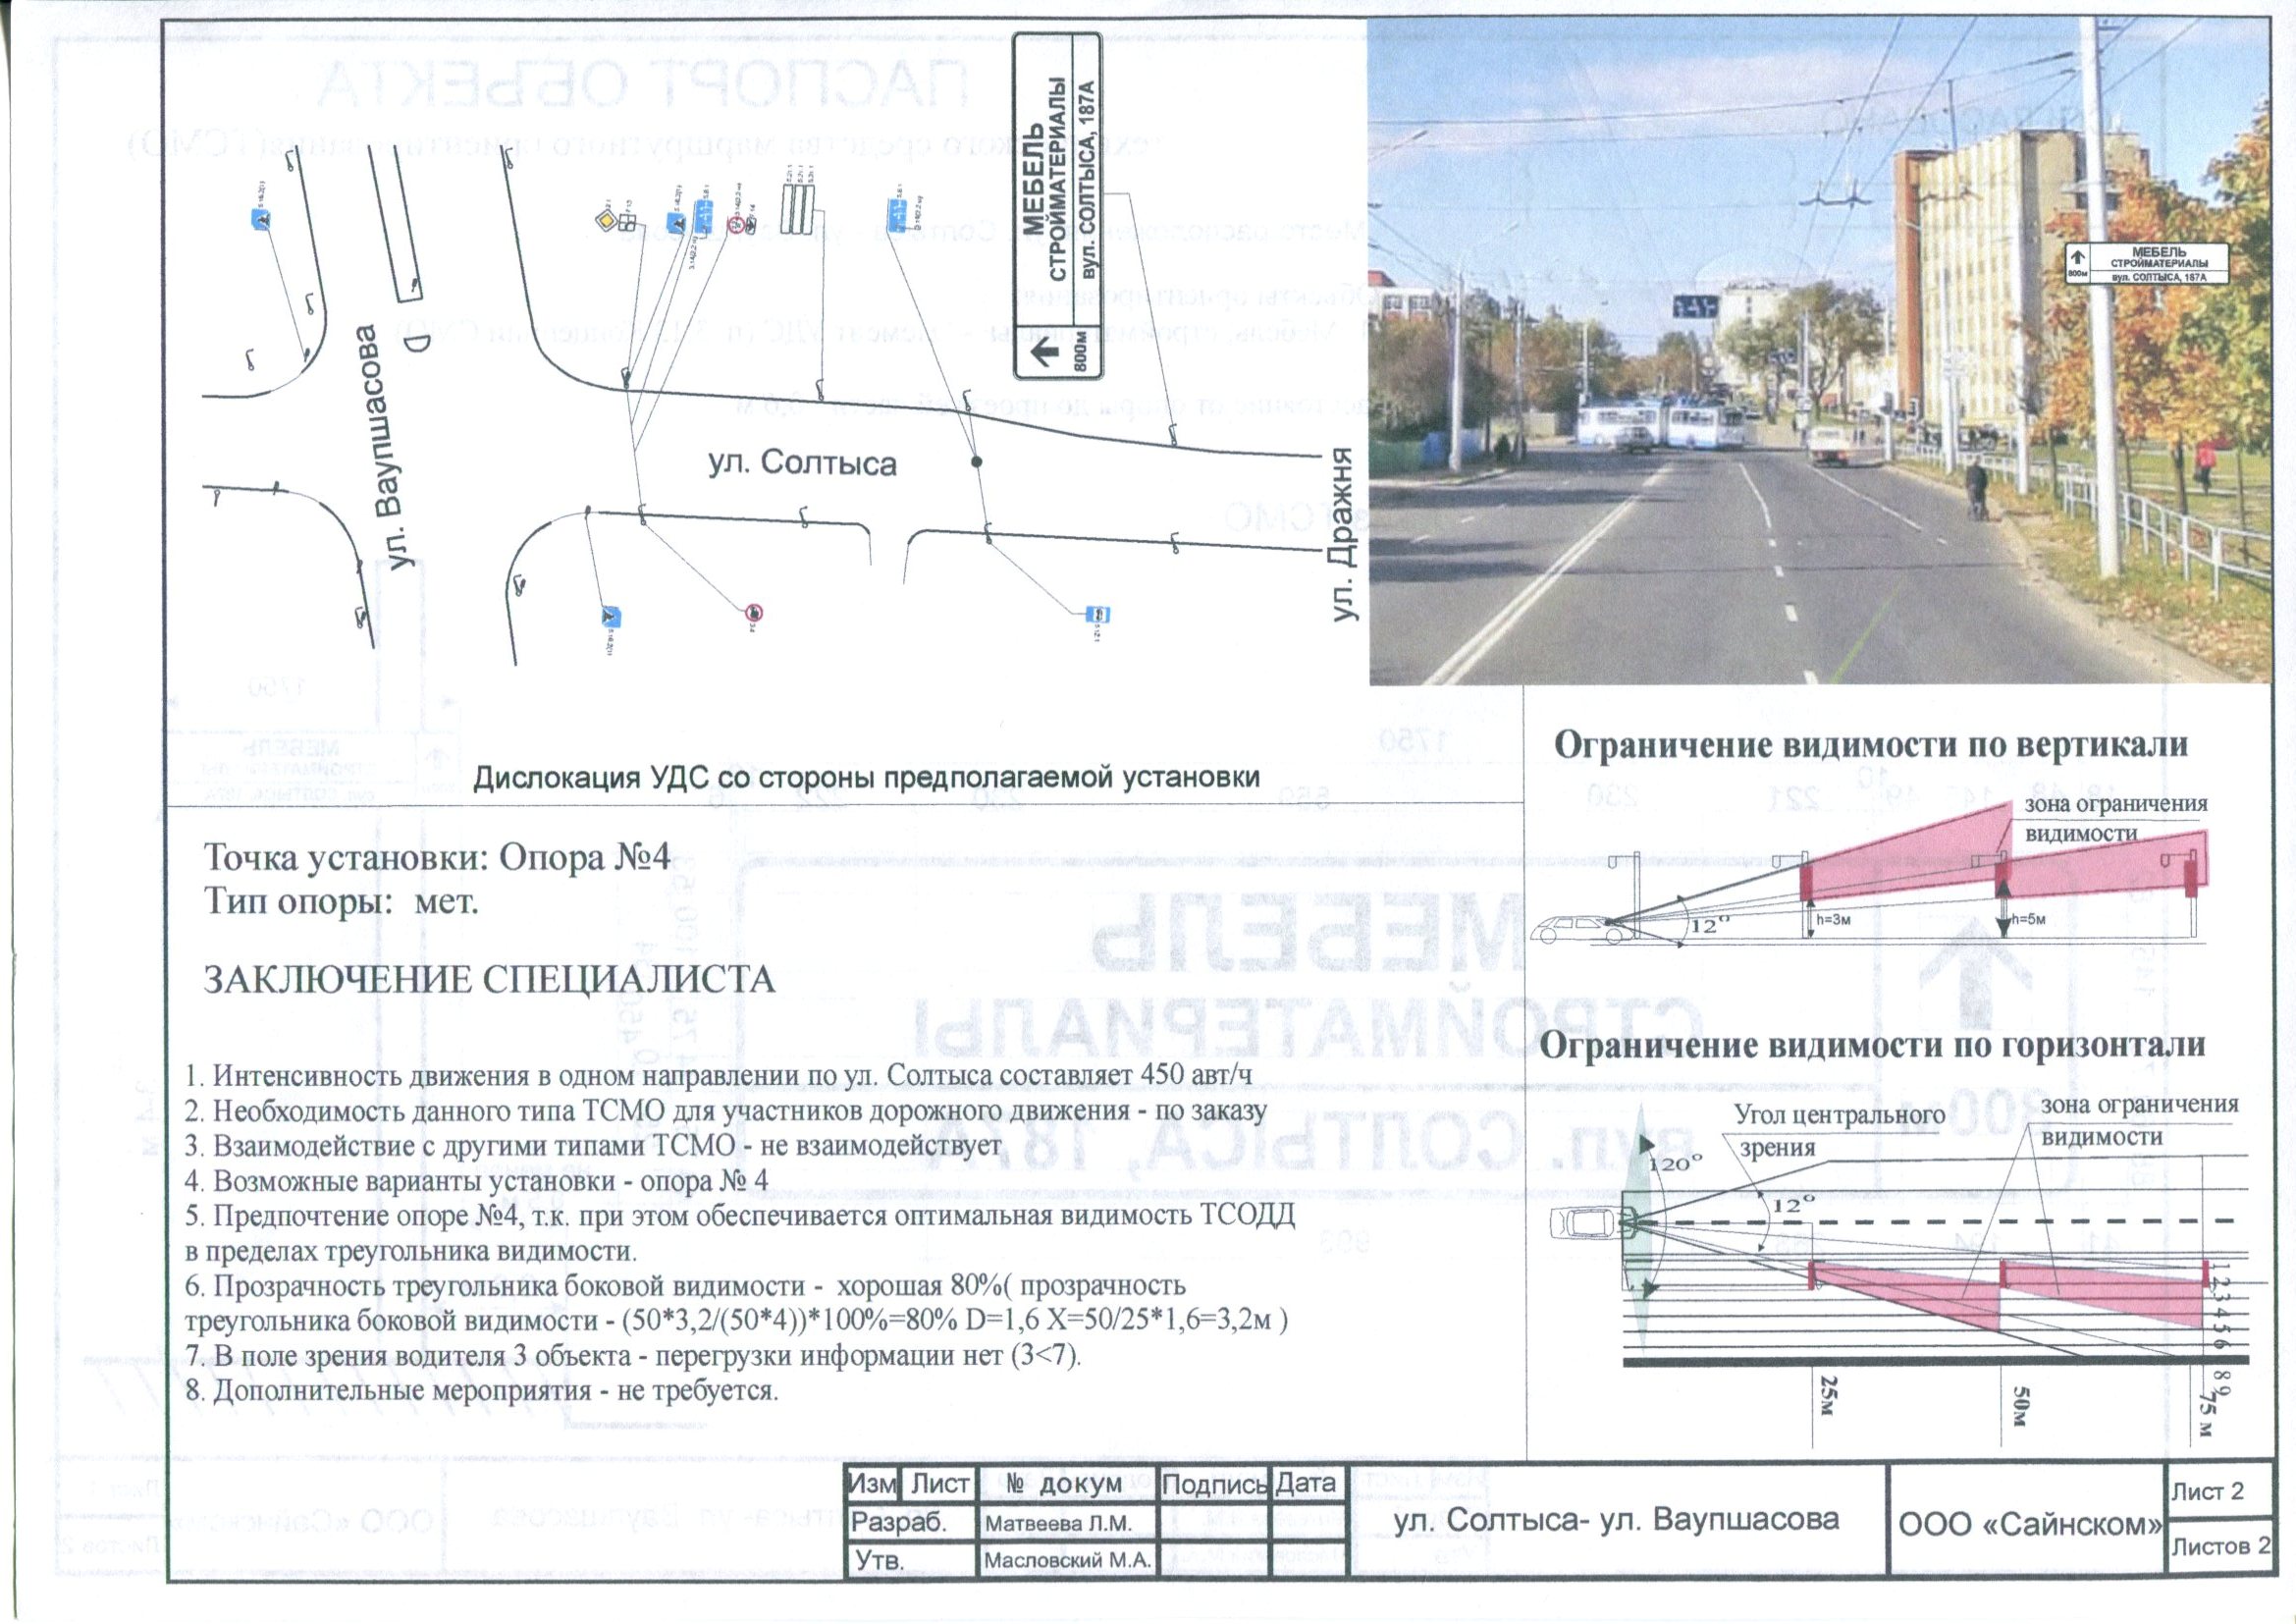 МЕБЕЛЬ
СТРОЙМАТЕРИАЛЫ
вул. СОЛТЫСА, 187А
800м
ул. Ваупшасова
ул. Солтыса
ул. Дражня
МЕБЕЛЬ
СТРОЙМАТЕРИАЛЫ
800м
вул. СОЛТЫСА, 187А
Дислокация УДС со стороны предполагаемой установки
Точка установки: Опора №4
Тип опоры: мет.
ЗАКЛЮЧЕНИЕ СПЕЦИАЛИСТА
1. Интенсивность движения в одном направлении по ул. Солтыса составляет 450 авт/ч
2. Необходимость данного типа ТСМО для участников дорожного движения - по заказу
3. Взаимодействие с другими типами ТСМО - не взаимодействует
4. Возможные варианты установки - опора № 4
5. Предпочтение опоре №4, т.к. при этом обеспечивается оптимальная видимость ТСОДД
в пределах треугольника видимости.
6. Прозрачность треугольника боковой видимости - хорошая 80%( прозрачность
треугольника боковой видимости - (50*3,2/(50*4))*100%=80% D=1,6 X=50/25*1,6=3,2м )
7. В поле зрения водителя 3 объекта - перегрузки информации нет (3<7).
8. Дополнительные мероприятия - не требуется.
Ограничение видимости по вертикали
зона ограничения
видимости
12°
h=3м
h=5м
Ограничение видимости по горизонтали
Угол центрального
зрения
зона ограничения
видимости
120°
12°
1 2 3 4 5 6 8 9
25м
50м
75 м
Изм Лист № докум Подпись Дата
Разраб. Матвеева Л.М.
Утв. Масловский М.А.
ул. Солтыса- ул. Ваупшасова
ООО «Сайнском»
Лист 2
Листов 2